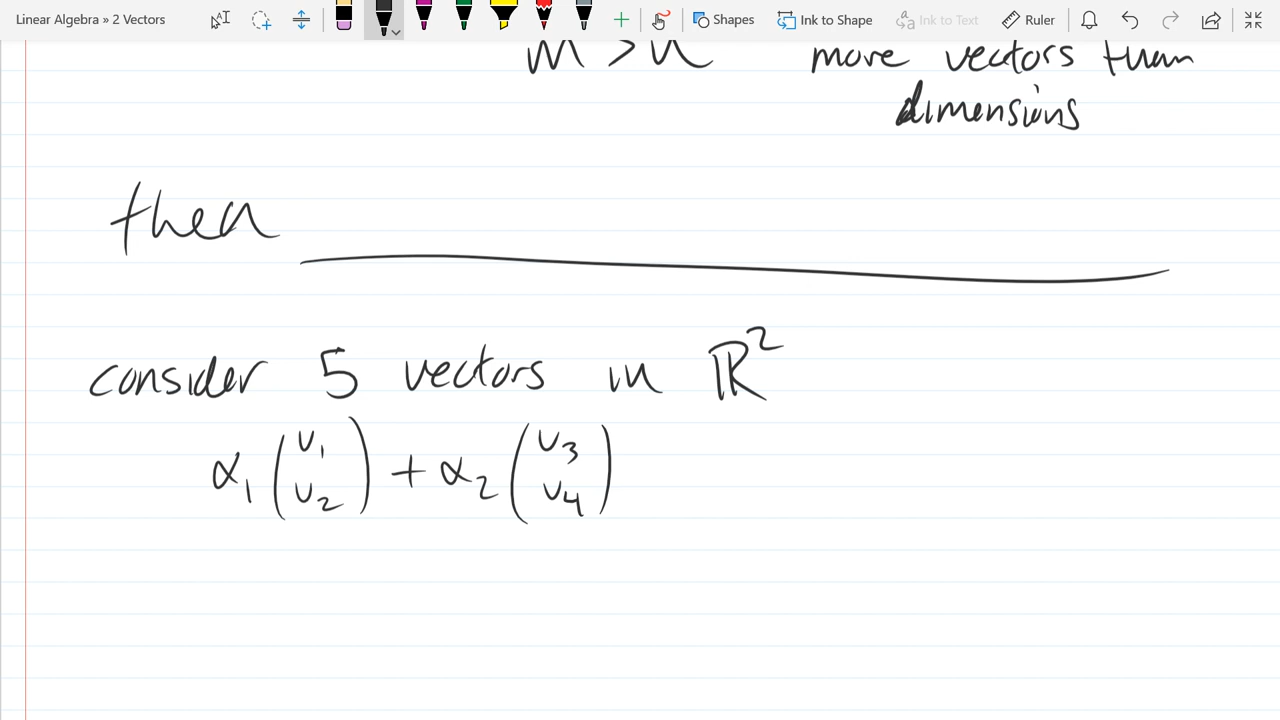 Linear Algebra » 2 Vectors Shapes Ink to Shape Ink to Text Ruler
m > n more vectors than
dimensions
then
consider 5 vectors in ℝ²
α₁ (v₁ v₂) + α₂ (v₃ v₄)